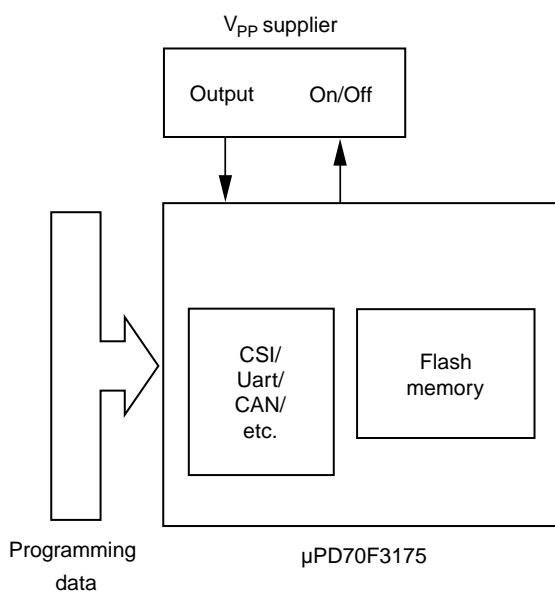 V_PP supplier
Output On/Off
CSI/
Uart/
CAN/
etc.
Flash
memory
Programming
data
µPD70F3175